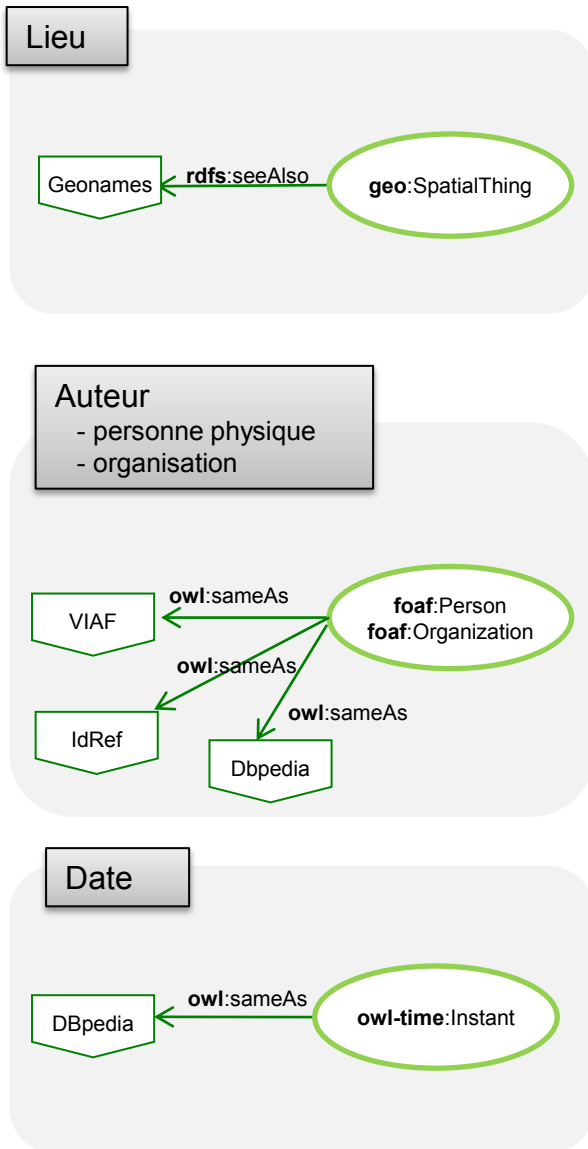 Lieu
Geonames
rdfs:seeAlso
geo:SpatialThing
Auteur
- personne physique
- organisation
owl:sameAs
VIAF
foaf:Person
foaf:Organization
owl:sameAs
IdRef
owl:sameAs
Dbpedia
Date
DBpedia
owl:sameAs
owl-time:Instant